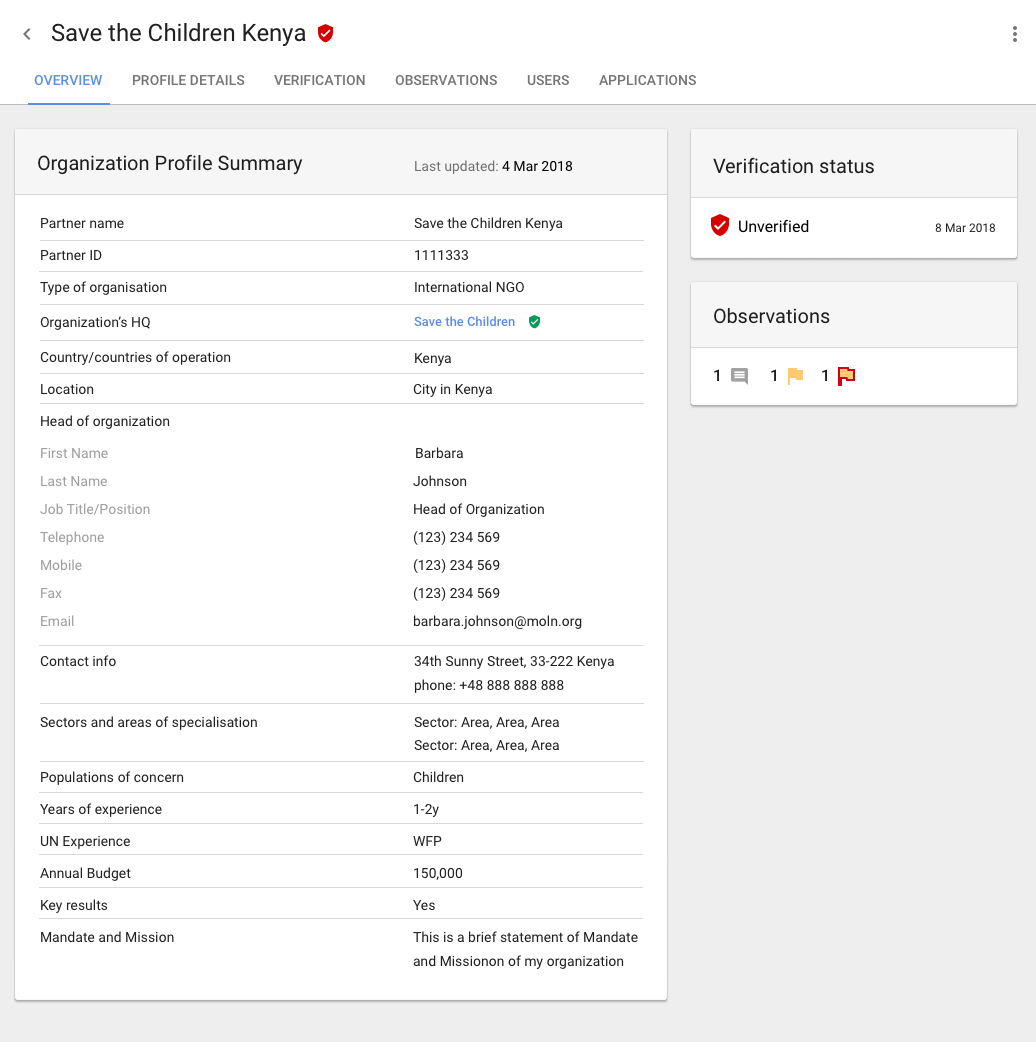 Save the Children Kenya
OVERVIEW PROFILE DETAILS VERIFICATION OBSERVATIONS USERS APPLICATIONS
Organization Profile Summary Last updated: 4 Mar 2018
Partner name Save the Children Kenya
Partner ID 1111333
Type of organisation International NGO
Organization's HQ Save the Children
Country/countries of operation Kenya
Location City in Kenya
Head of organization
First Name Barbara
Last Name Johnson
Job Title/Position Head of Organization
Telephone (123) 234 569
Mobile (123) 234 569
Fax (123) 234 569
Email barbara.johnson@moln.org
Contact info 34th Sunny Street, 33-222 Kenya
phone: +48 888 888 888
Sectors and areas of specialisation Sector: Area, Area, Area
Sector: Area, Area, Area
Populations of concern Children
Years of experience 1-2y
UN Experience WFP
Annual Budget 150,000
Key results Yes
Mandate and Mission This is a brief statement of Mandate
and Missionon of my organization
Verification status
Unverified 8 Mar 2018
Observations
1 1 1